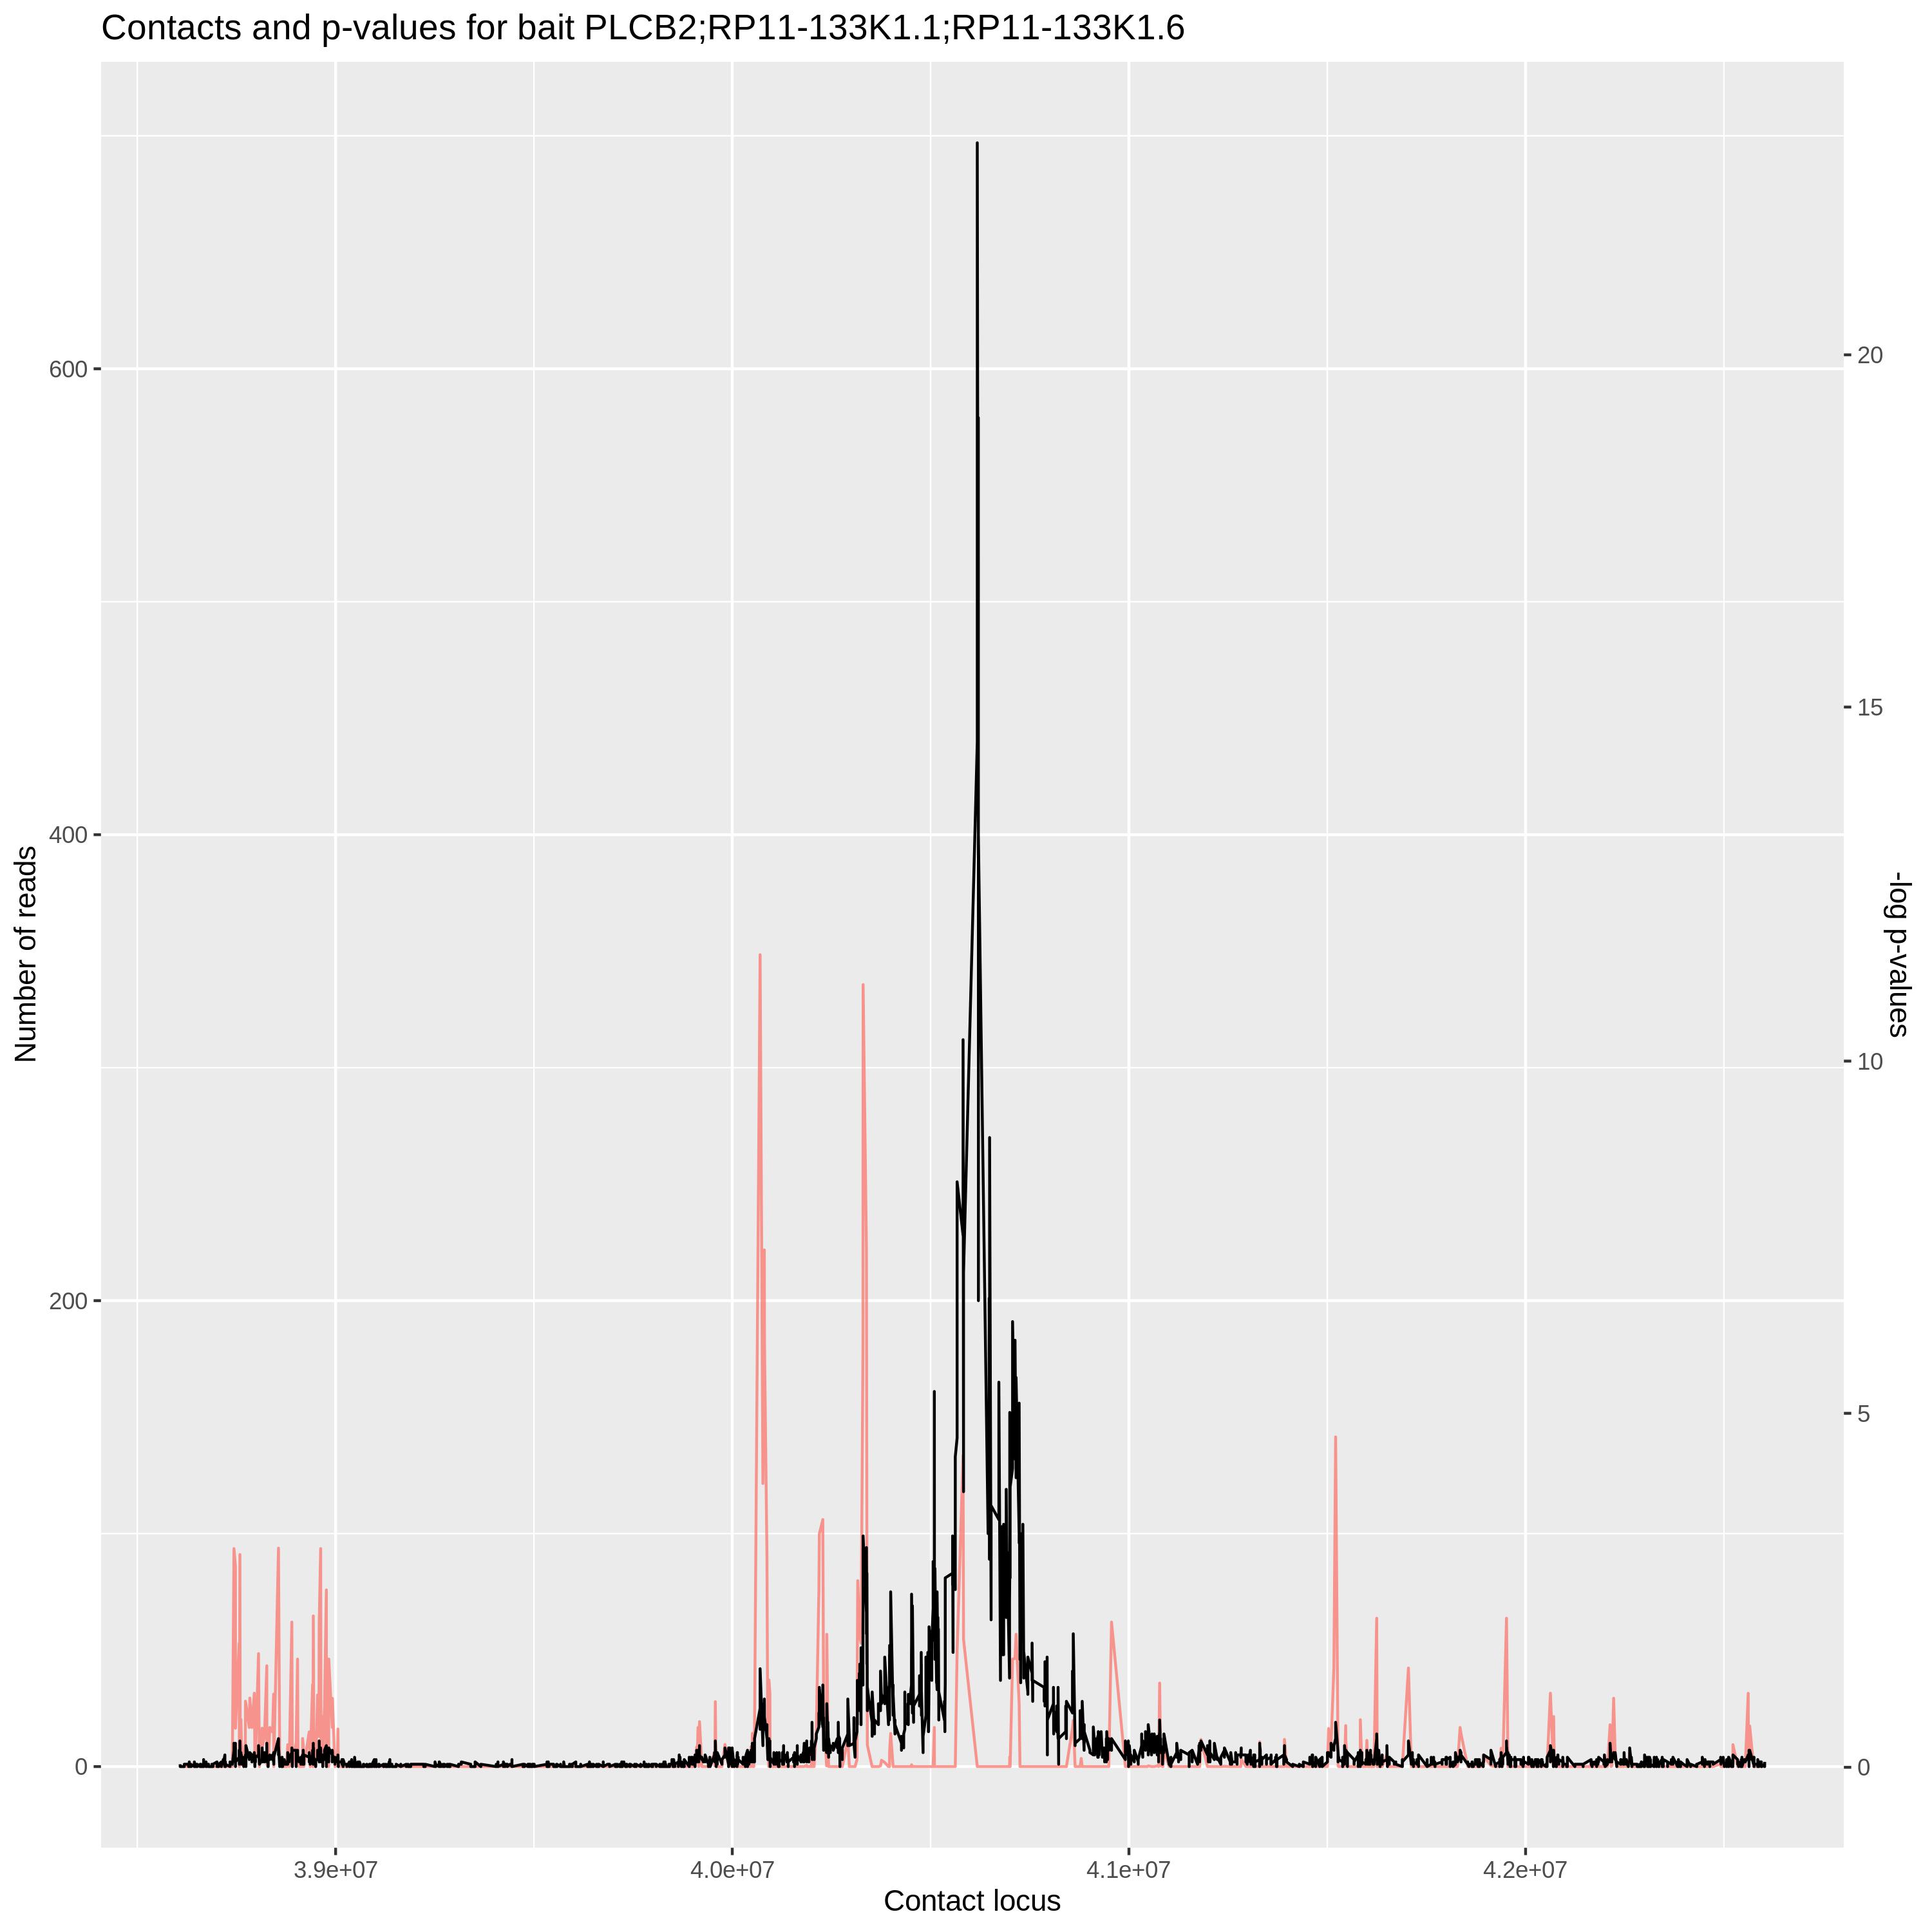 Contacts and p-values for bait PLCB2;RP11-133K1.1;RP11-133K1.6
Number of reads
600
400
200
0
20
15
10
5
0
-log p-values
3.9e+07 4.0e+07 4.1e+07 4.2e+07
Contact locus